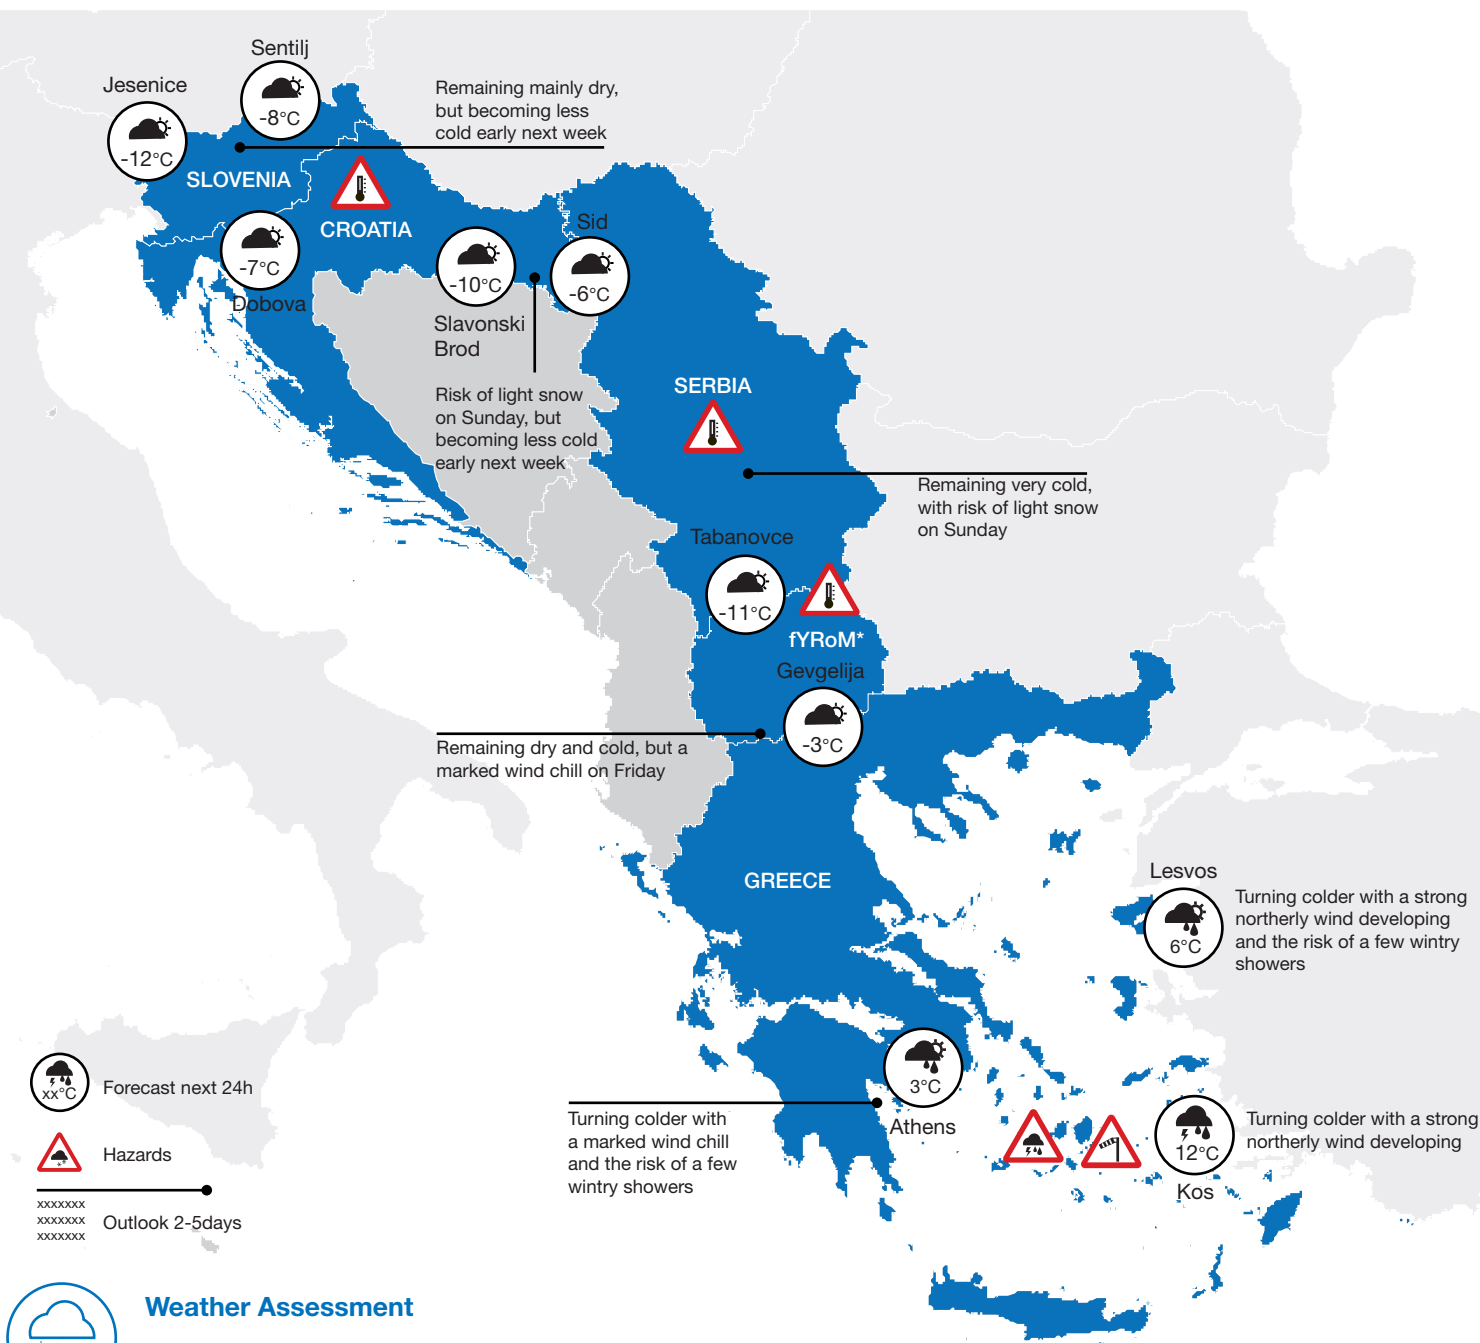 Sentilj
-8°C
Jesenice
-12°C
Remaining mainly dry,
but becoming less
cold early next week
SLOVENIA
CROATIA
-7°C
Dobova
-10°C
Slavonski
Brod
Sid
-6°C
Risk of light snow
on Sunday, but
becoming less cold
early next week
SERBIA
Remaining very cold,
with risk of light snow
on Sunday
Tabanovce
-11°C
fYRoM*
Gevgelija
-3°C
Remaining dry and cold, but a
marked wind chill on Friday
GREECE
Lesvos
6°C
Turning colder with a strong
northerly wind developing
and the risk of a few wintry
showers
3°C
Athens
Turning colder with
a marked wind chill
and the risk of a few
wintry showers
12°C
Kos
Turning colder with a strong
northerly wind developing
xx°C
Forecast next 24h
Hazards
xxxxxxx
xxxxxxx
xxxxxxx
Outlook 2-5days
Weather Assessment